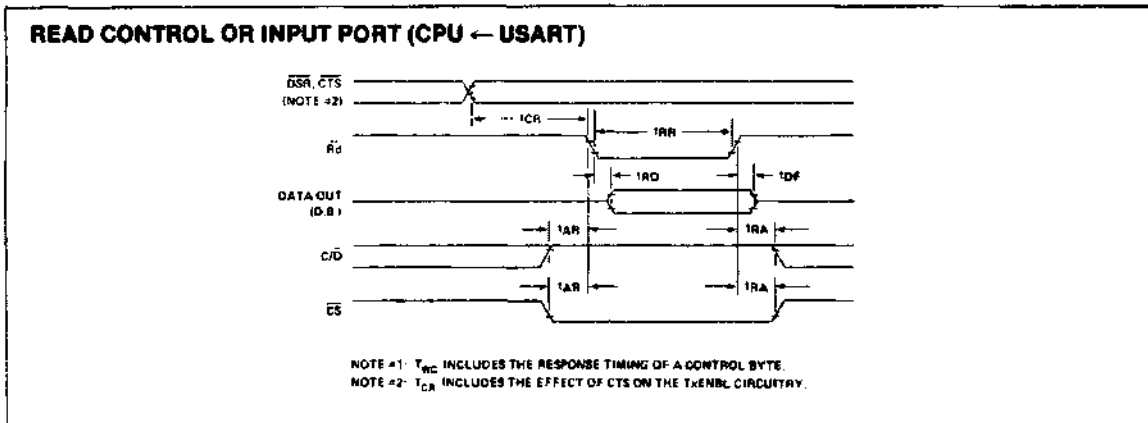 READ CONTROL OR INPUT PORT (CPU ← USART)
DSR, CTS
(NOTE #2)
tCR
tRR
Rd
tRD
tDF
DATA OUT
(D.B.)
tAR
tRA
C/D
tAR
tRA
CS
NOTE #1: TWC INCLUDES THE RESPONSE TIMING OF A CONTROL BYTE.
NOTE #2: TCR INCLUDES THE EFFECT OF CTS ON THE TxENBL CIRCUITRY.